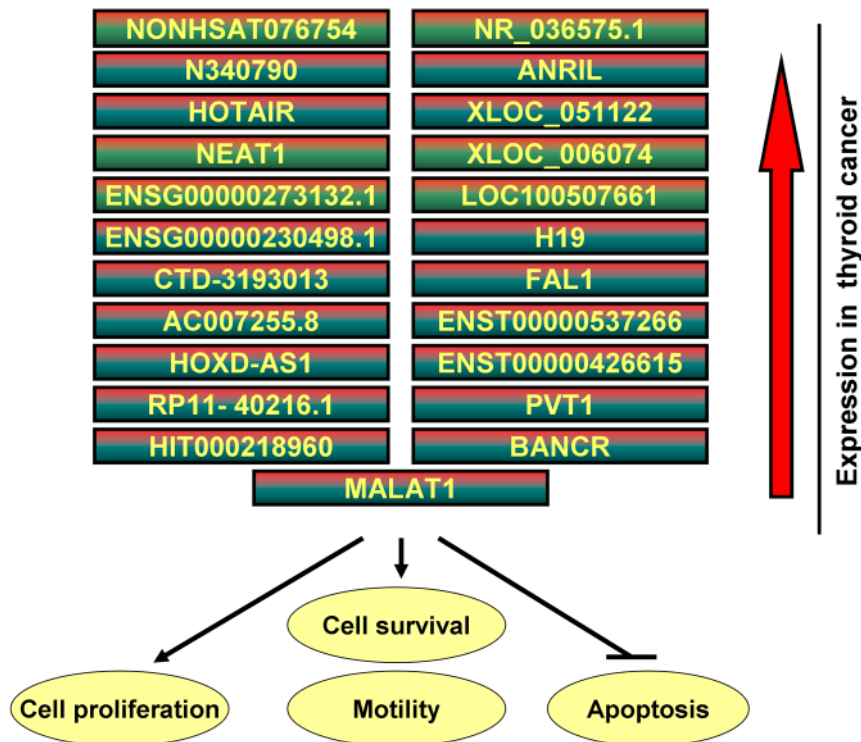 NONHSAT076754
NR_036575.1
N340790
ANRIL
HOTAIR
XLOC_051122
NEAT1
XLOC_006074
ENSG00000273132.1
LOC100507661
ENSG00000230498.1
H19
CTD-3193013
FAL1
AC007255.8
ENST00000537266
HOXD-AS1
ENST00000426615
RP11- 40216.1
PVT1
HIT000218960
BANCR
MALAT1
Expression in thyroid cancer
Cell survival
Cell proliferation
Motility
Apoptosis